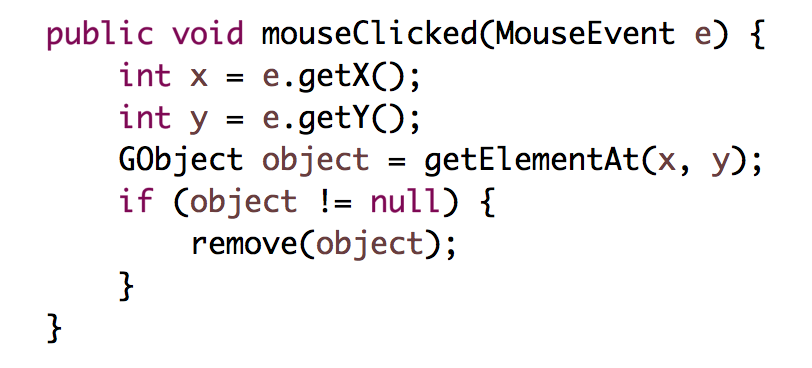 public void mouseClicked(MouseEvent e) {
    int x = e.getX();
    int y = e.getY();
    GObject object = getElementAt(x, y);
    if (object != null) {
        remove(object);
    }
}